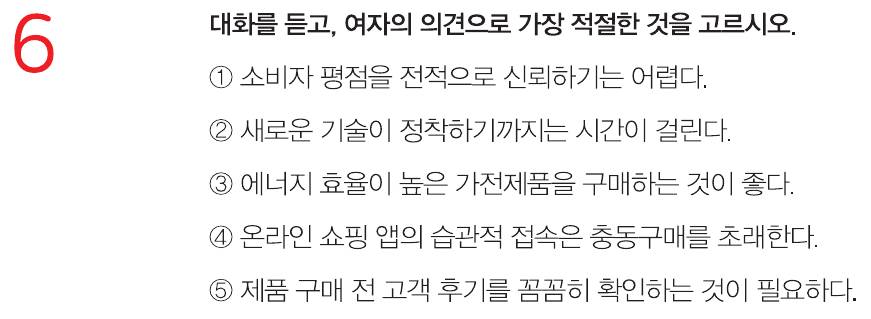 6
대화를 듣고, 여자의 의견으로 가장 적절한 것을 고르시오.
① 소비자 평점을 전적으로 신뢰하기는 어렵다.
② 새로운 기술이 정착하기까지는 시간이 걸린다.
③ 에너지 효율이 높은 가전제품을 구매하는 것이 좋다.
④ 온라인 쇼핑 앱의 습관적 접속은 충동구매를 초래한다.
⑤ 제품 구매 전 고객 후기를 꼼꼼히 확인하는 것이 필요하다.